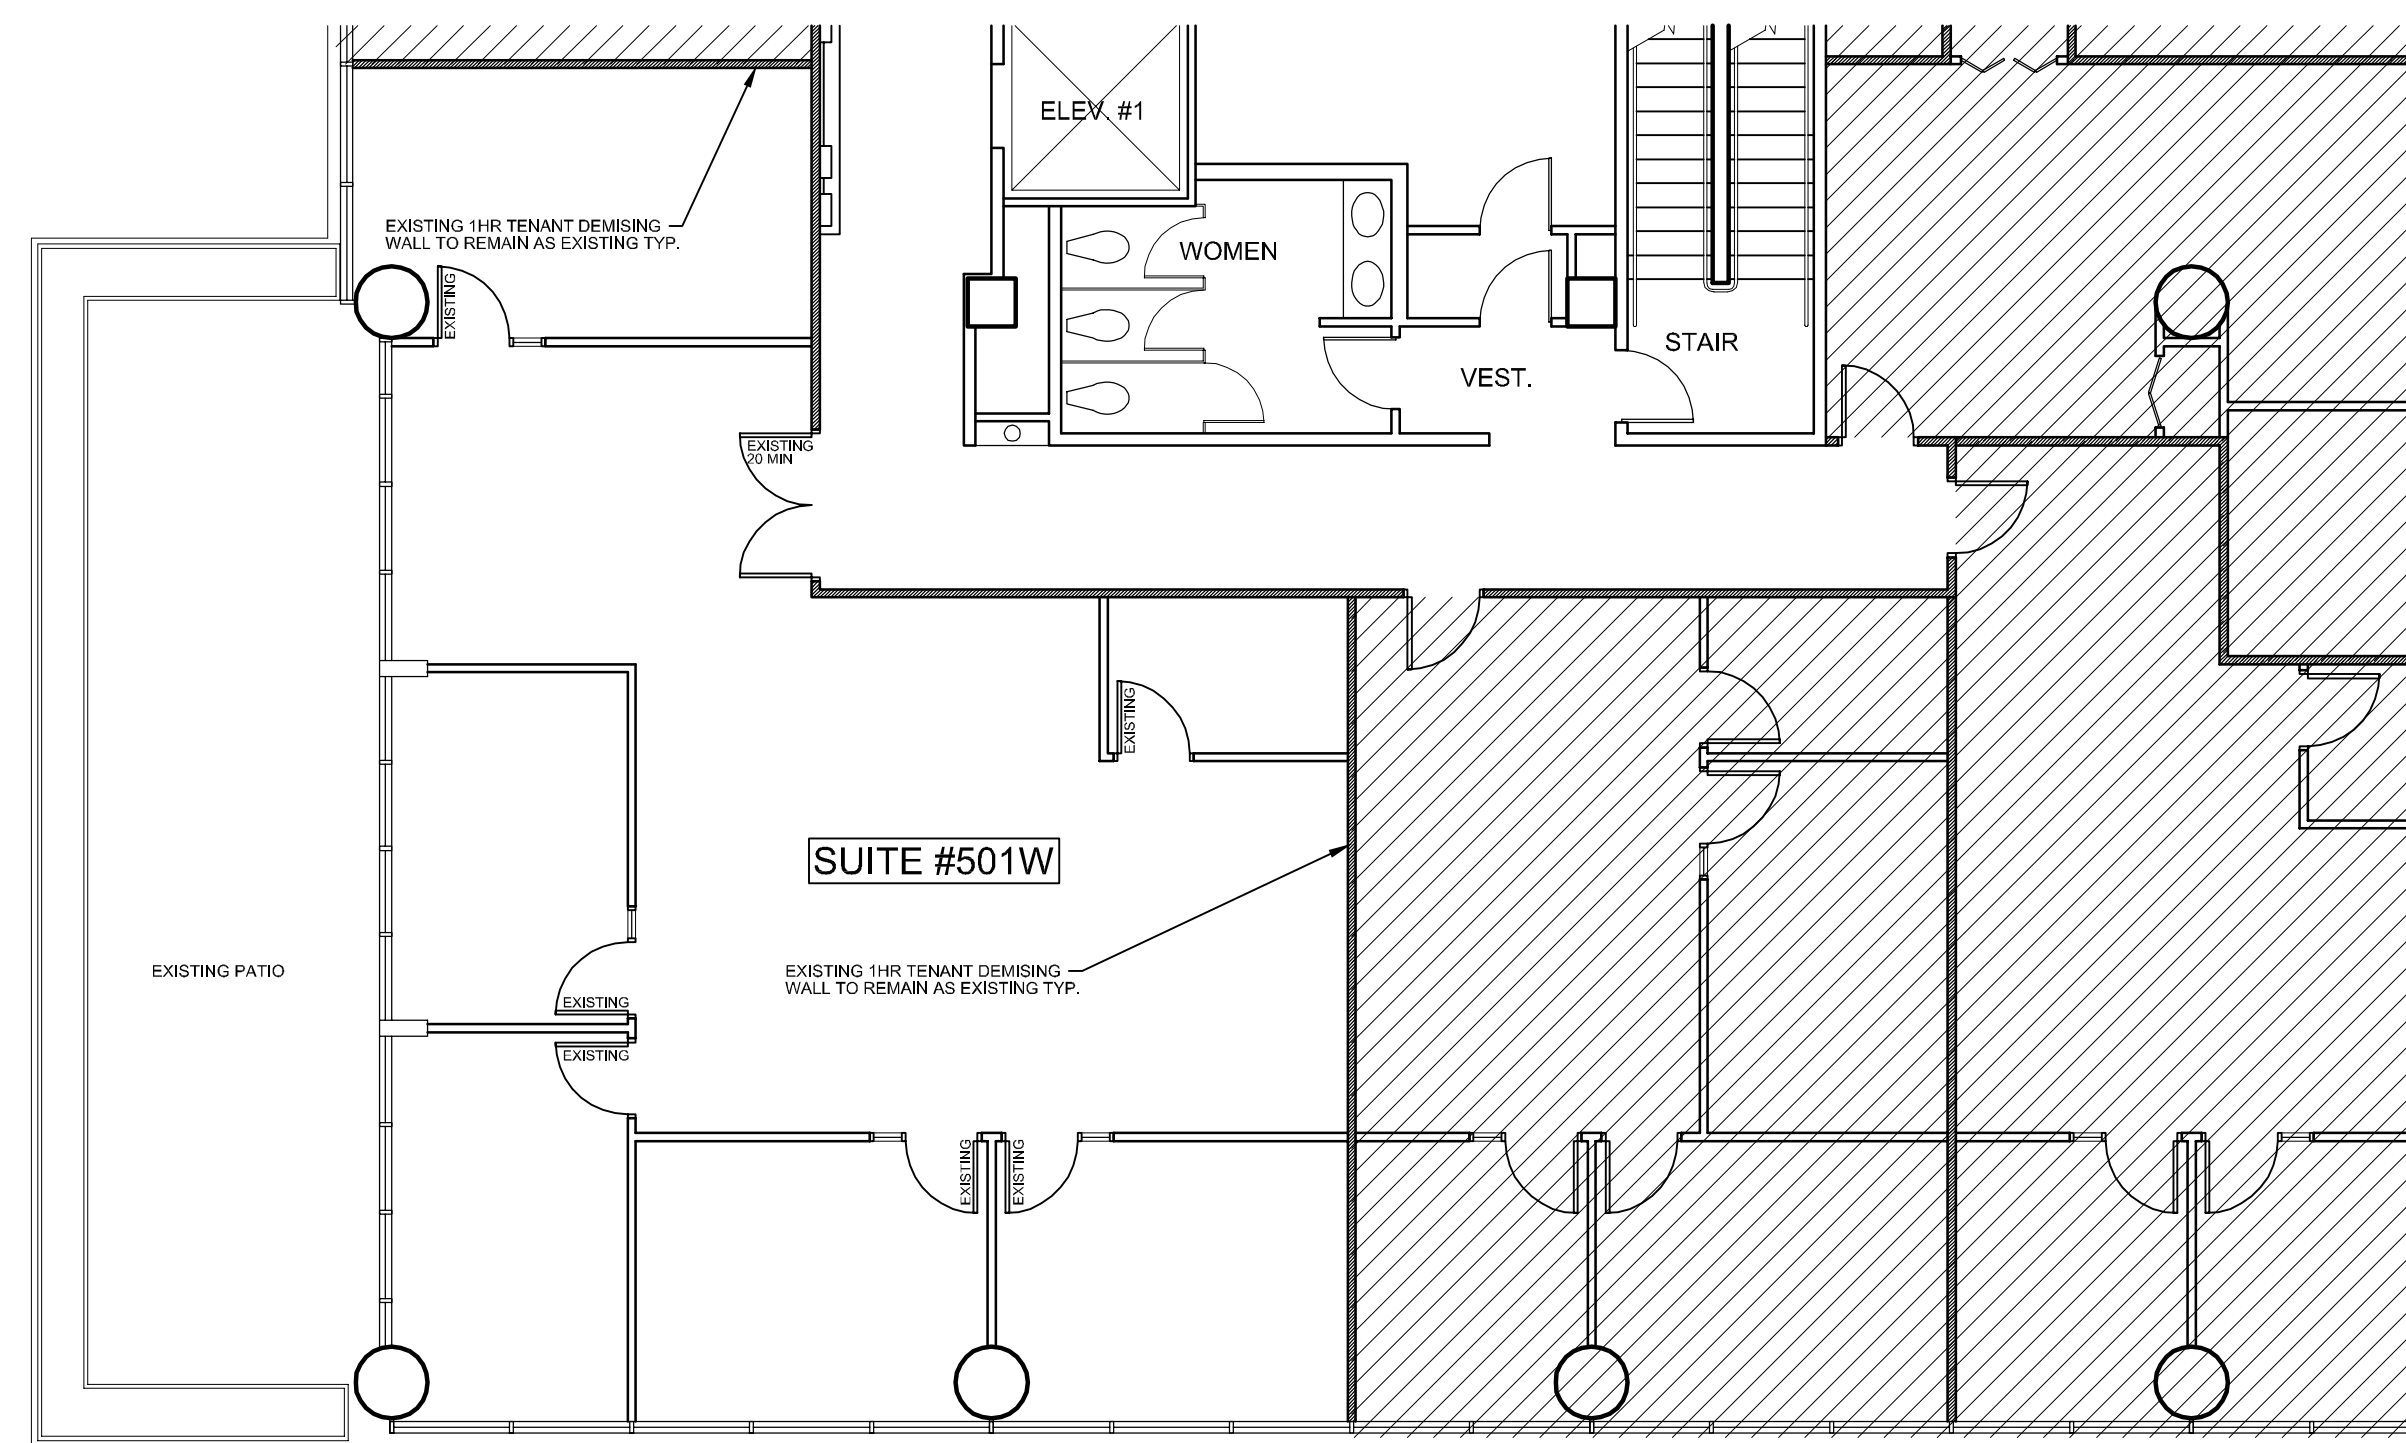 ELEV. #1
EXISTING 1HR TENANT DEMISING
WALL TO REMAIN AS EXISTING TYP.
WOMEN
EXISTING
STAIR
VEST.
EXISTING
20 MIN
EXISTING
SUITE #501W
EXISTING 1HR TENANT DEMISING
WALL TO REMAIN AS EXISTING TYP.
EXISTING PATIO
EXISTING
EXISTING
EXISTING
EXISTING